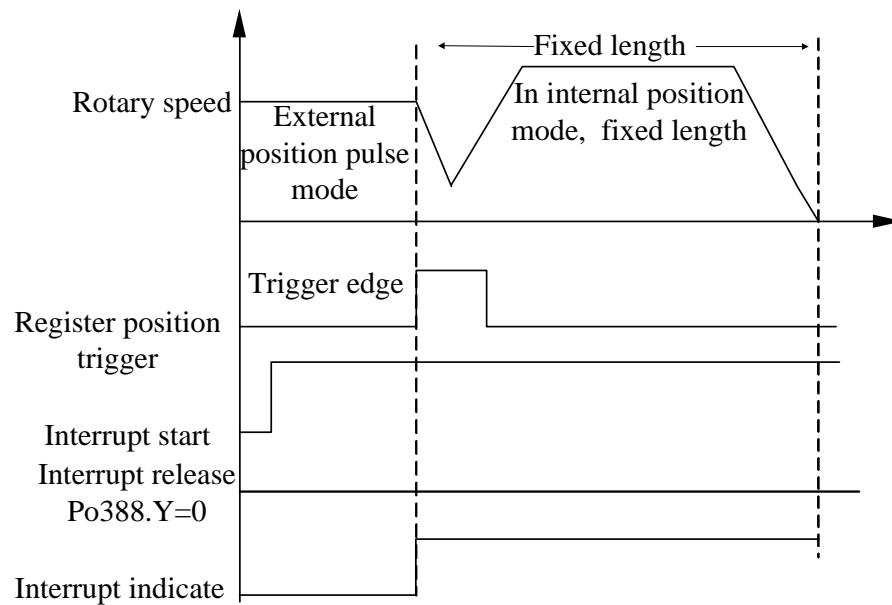 Fixed length
Rotary speed
External
position pulse
mode
In internal position
mode, fixed length
Trigger edge
Register position
trigger
Interrupt start
Interrupt release
Po388.Y=0
Interrupt indicate